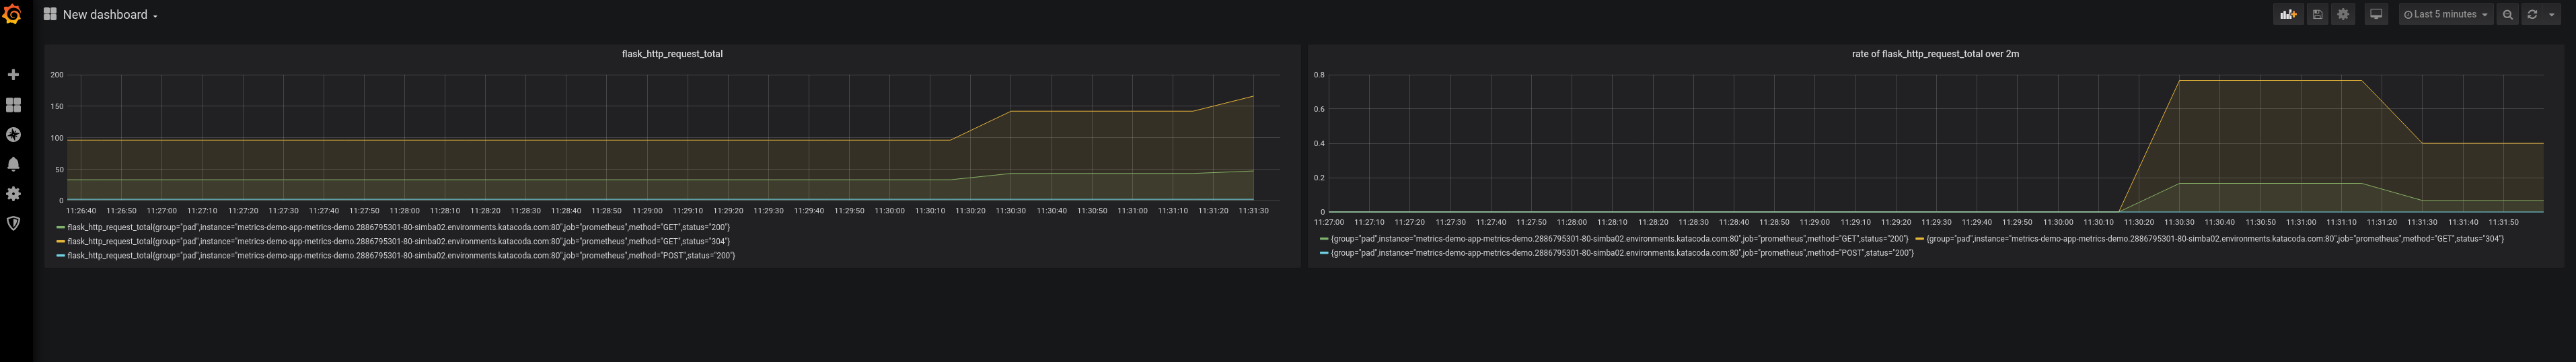 New dashboard
Last 5 minutes
flask_http_request_total
200
150
100
50
0
11:26:40 11:26:50 11:27:00 11:27:10 11:27:20 11:27:30 11:27:40 11:27:50 11:28:00 11:28:10 11:28:20 11:28:30 11:28:40 11:28:50 11:29:00 11:29:10 11:29:20 11:29:30 11:29:40 11:29:50 11:30:00 11:30:10 11:30:20 11:30:30 11:30:40 11:30:50 11:31:00 11:31:10 11:31:20 11:31:30
flask_http_request_total{group="pad",instance="metrics-demo-app-metrics-demo.2886795301-80-simba02.environments.katacoda.com:80",job="prometheus",method="GET",status="200"}
flask_http_request_total{group="pad",instance="metrics-demo-app-metrics-demo.2886795301-80-simba02.environments.katacoda.com:80",job="prometheus",method="GET",status="304"}
flask_http_request_total{group="pad",instance="metrics-demo-app-metrics-demo.2886795301-80-simba02.environments.katacoda.com:80",job="prometheus",method="POST",status="200"}
rate of flask_http_request_total over 2m
0.8
0.6
0.4
0.2
0
11:27:00 11:27:10 11:27:20 11:27:30 11:27:40 11:27:50 11:28:00 11:28:10 11:28:20 11:28:30 11:28:40 11:28:50 11:29:00 11:29:10 11:29:20 11:29:30 11:29:40 11:29:50 11:30:00 11:30:10 11:30:20 11:30:30 11:30:40 11:30:50 11:31:00 11:31:10 11:31:20 11:31:30 11:31:40 11:31:50
{group="pad",instance="metrics-demo-app-metrics-demo.2886795301-80-simba02.environments.katacoda.com:80",job="prometheus",method="GET",status="200"} {group="pad",instance="metrics-demo-app-metrics-demo.2886795301-80-simba02.environments.katacoda.com:80",job="prometheus",method="GET",status="304"}
{group="pad",instance="metrics-demo-app-metrics-demo.2886795301-80-simba02.environments.katacoda.com:80",job="prometheus",method="POST",status="200"}